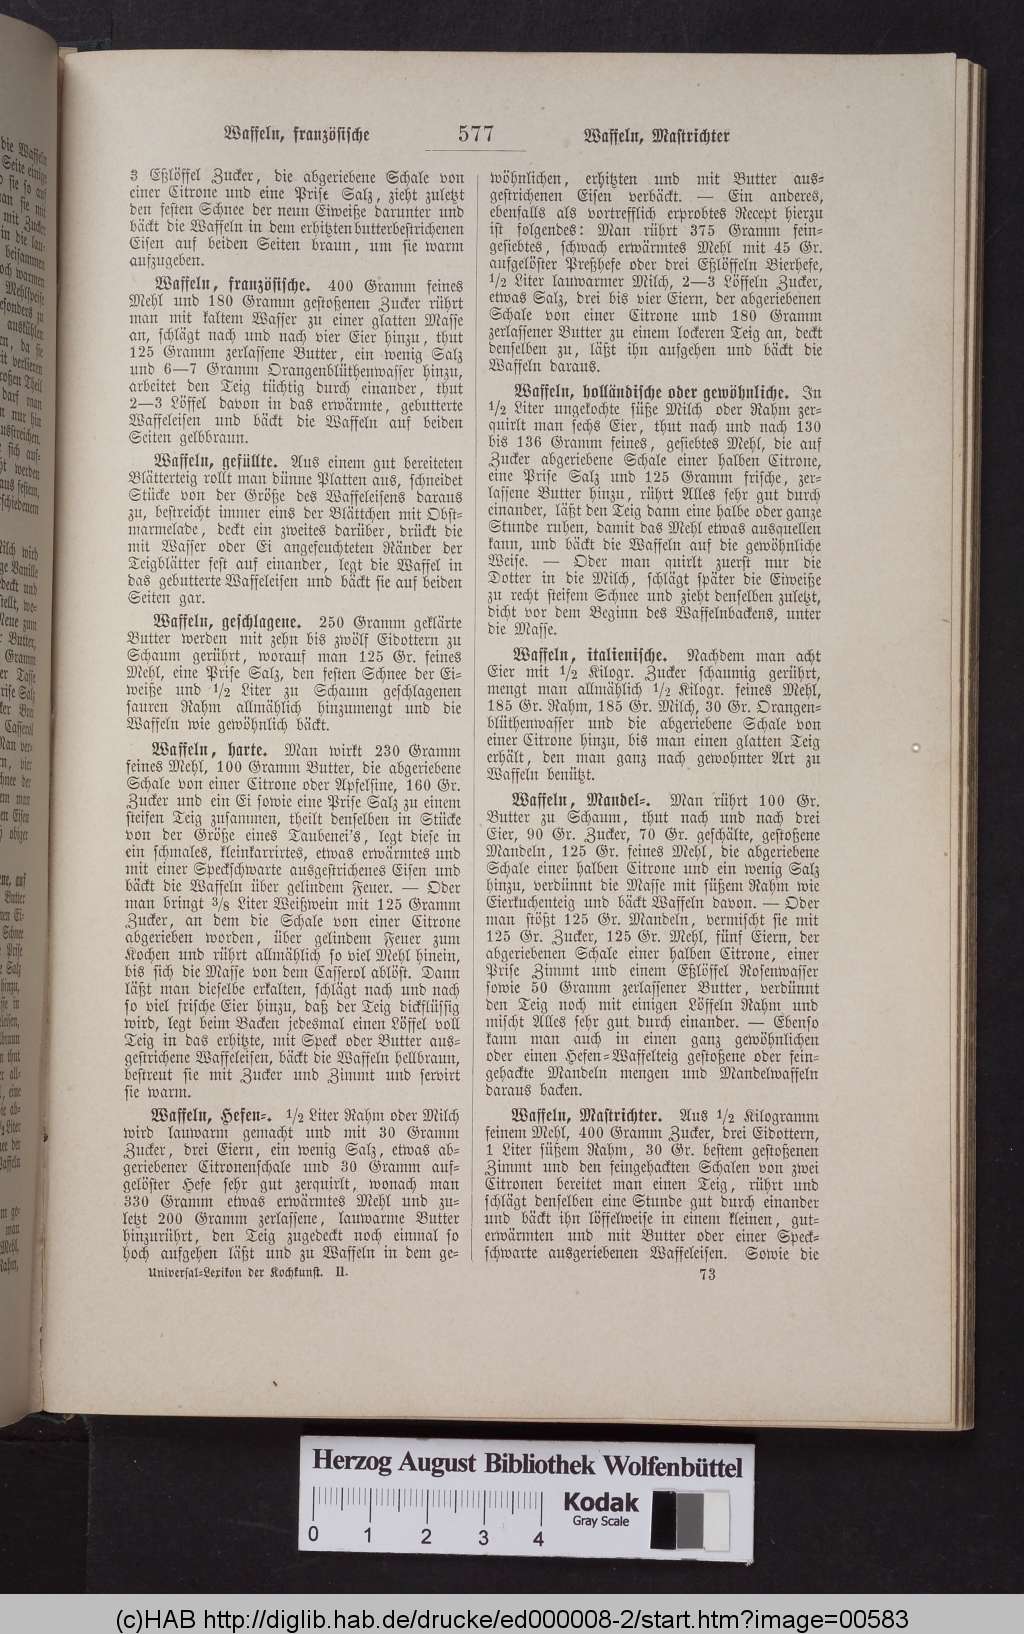 Waffeln, französische 577 Waffeln, Mastrichter
3 Eßlöffel Zucker, die abgeriebene Schale von
einer Citrone und eine Prise Salz, zieht zuletzt
den festen Schnee der neun Eiweiße darunter und
bäckt die Waffeln in dem erhitzten butterbestrichenen
Eisen auf beiden Seiten braun, um sie warm
aufzugeben.
Waffeln, französische. 400 Gramm feines
Mehl und 180 Gramm gestoßenen Zucker rührt
man mit kaltem Wasser zu einer glatten Masse
an, schlägt nach und nach vier Eier hinzu, thut
125 Gramm zerlassene Butter, ein wenig Salz
und 6—7 Gramm Orangenblüthenwasser hinzu,
arbeitet den Teig tüchtig durch einander, thut
2—3 Löffel davon in das erwärmte, gebutterte
Waffeleisen und bäckt die Waffeln auf beiden
Seiten gelbbraun.
Waffeln, gefüllte. Aus einem gut bereiteten
Blätterteig rollt man dünne Platten aus, schneidet
Stücke von der Größe des Waffeleisens daraus
zu, bestreicht immer eins der Blättchen mit Obst-
marmelade, deckt ein zweites darüber, drückt die
mit Wasser oder Ei angefeuchteten Ränder der
Teigblätter fest auf einander, legt die Waffel in
das gebutterte Waffeleisen und bäckt sie auf beiden
Seiten gar.
Waffeln, geschlagene. 250 Gramm geklärte
Butter werden mit zehn bis zwölf Eidottern zu
Schaum gerührt, worauf man 125 Gr. feines
Mehl, eine Prise Salz, den festen Schnee der Ei-
weiße und 1/2 Liter zu Schaum geschlagenen
sauren Rahm allmählich hinzumengt und die
Waffeln wie gewöhnlich bäckt.
Waffeln, harte. Man wirkt 230 Gramm
feines Mehl, 100 Gramm Butter, die abgeriebene
Schale von einer Citrone oder Apfelsine, 160 Gr.
Zucker und ein Ei sowie eine Prise Salz zu einem
steifen Teig zusammen, theilt denselben in Stücke
von der Größe eines Taubenei's, legt diese in
ein schmales, kleinkarrirtes, etwas erwärmtes und
mit einer Speckschwarte ausgestrichenes Eisen und
bäckt die Waffeln über gelindem Feuer. — Oder
man bringt 3/8 Liter Weißwein mit 125 Gramm
Zucker, an dem die Schale von einer Citrone
abgerieben worden, über gelindem Feuer zum
Kochen und rührt allmählich so viel Mehl hinein,
bis sich die Masse von dem Casserol ablöst. Dann
läßt man dieselbe erkalten, schlägt nach und nach
so viel frische Eier hinzu, daß der Teig dickflüssig
wird, legt beim Backen jedesmal einen Löffel voll
Teig in das erhitzte, mit Speck oder Butter aus-
gestrichene Waffeleisen, bäckt die Waffeln hellbraun,
bestreut sie mit Zucker und Zimmt und servirt
sie warm.
Waffeln, Hefen-. 1/2 Liter Rahm oder Milch
wird lauwarm gemacht und mit 30 Gramm
Zucker, drei Eiern, ein wenig Salz, etwas ab-
geriebener Citronenschale und 30 Gramm auf-
gelöster Hefe sehr gut zerquirlt, wonach man
330 Gramm etwas erwärmtes Mehl und zu-
letzt 200 Gramm zerlassene, lauwarme Butter
hinzurührt, den Teig zugedeckt noch einmal so
hoch aufgehen läßt und zu Waffeln in dem ge-
wöhnlichen, erhitzten und mit Butter aus-
gestrichenen Eisen verbäckt. — Ein anderes,
ebenfalls als vortrefflich erprobtes Recept hierzu
ist folgendes: Man rührt 375 Gramm fein-
gesiebtes, schwach erwärmtes Mehl mit 45 Gr.
aufgelöster Preßhefe oder drei Eßlöffeln Bierhefe,
1/2 Liter lauwarmer Milch, 2—3 Löffeln Zucker,
etwas Salz, drei bis vier Eiern, der abgeriebenen
Schale von einer Citrone und 180 Gramm
zerlassener Butter zu einem lockeren Teig an, deckt
denselben zu, läßt ihn aufgehen und bäckt die
Waffeln daraus.
Waffeln, holländische oder gewöhnliche. In
1/2 Liter ungekochte süße Milch oder Rahm zer-
quirlt man sechs Eier, thut nach und nach 130
bis 136 Gramm feines, gesiebtes Mehl, die auf
Zucker abgeriebene Schale einer halben Citrone,
eine Prise Salz und 125 Gramm frische, zer-
lassene Butter hinzu, rührt Alles sehr gut durch
einander, läßt den Teig dann eine halbe oder ganze
Stunde ruhen, damit das Mehl etwas ausquellen
kann, und bäckt die Waffeln auf die gewöhnliche
Weise. — Oder man quirlt zuerst nur die
Dotter in die Milch, schlägt später die Eiweiße
zu recht steifem Schnee und zieht denselben zuletzt,
dicht vor dem Beginn des Waffelnbackens, unter
die Masse.
Waffeln, italienische. Nachdem man acht
Eier mit 1/2 Kilogr. Zucker schaumig gerührt,
mengt man allmählich 1/2 Kilogr. feines Mehl,
185 Gr. Rahm, 185 Gr. Milch, 30 Gr. Orangen-
blüthenwasser und die abgeriebene Schale von
einer Citrone hinzu, bis man einen glatten Teig
erhält, den man ganz nach gewohnter Art zu
Waffeln benützt.
Waffeln, Mandel-. Man rührt 100 Gr.
Butter zu Schaum, thut nach und nach drei
Eier, 90 Gr. Zucker, 70 Gr. geschälte, gestoßene
Mandeln, 125 Gr. feines Mehl, die abgeriebene
Schale einer halben Citrone und ein wenig Salz
hinzu, verdünnt die Masse mit süßem Rahm wie
Eierkuchenteig und bäckt Waffeln davon. — Oder
man stößt 125 Gr. Mandeln, vermischt sie mit
125 Gr. Zucker, 125 Gr. Mehl, fünf Eiern, der
abgeriebenen Schale einer halben Citrone, einer
Prise Zimmt und einem Eßlöffel Rosenwasser
sowie 50 Gramm zerlassener Butter, verdünnt
den Teig noch mit einigen Löffeln Rahm und
mischt Alles sehr gut durch einander. — Ebenso
kann man auch in einen ganz gewöhnlichen
oder einen Hefen-Waffelteig gestoßene oder fein-
gehackte Mandeln mengen und Mandelwaffeln
daraus backen.
Waffeln, Mastrichter. Aus 1/2 Kilogramm
feinem Mehl, 400 Gramm Zucker, drei Eidottern,
1 Liter süßem Rahm, 30 Gr. bestem gestoßenen
Zimmt und den feingehackten Schalen von zwei
Citronen bereitet man einen Teig, rührt und
schlägt denselben eine Stunde gut durch einander
und bäckt ihn löffelweise in einem kleinen, gut-
erwärmten und mit Butter oder einer Speck-
schwarte ausgeriebenen Waffeleisen. Sowie die
Universal-Lexikon der Kochkunst. II. 73
Herzog August Bibliothek Wolfenbüttel
0 1 2 3 4
Kodak
Gray Scale
(c)HAB http://diglib.hab.de/drucke/ed000008-2/start.htm?image=00583